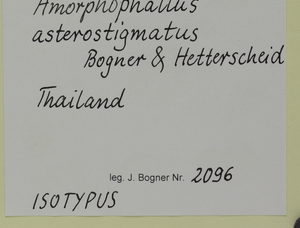 Amorphophallus
asterostigmatus
Bogner & Hetterscheid
Thailand
leg. J. Bogner Nr. 2096
ISOTYPUS